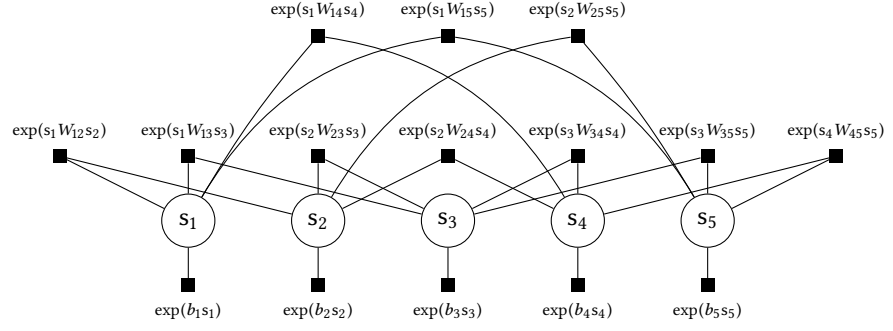 exp(s₁W₁₄s₄) exp(s₁W₁₅s₅) exp(s₂W₂₅s₅)
exp(s₁W₁₂s₂) exp(s₁W₁₃s₃) exp(s₂W₂₃s₃) exp(s₂W₂₄s₄) exp(s₃W₃₄s₄) exp(s₃W₃₅s₅) exp(s₄W₄₅s₅)
s₁ s₂ s₃ s₄ s₅
exp(b₁s₁) exp(b₂s₂) exp(b₃s₃) exp(b₄s₄) exp(b₅s₅)